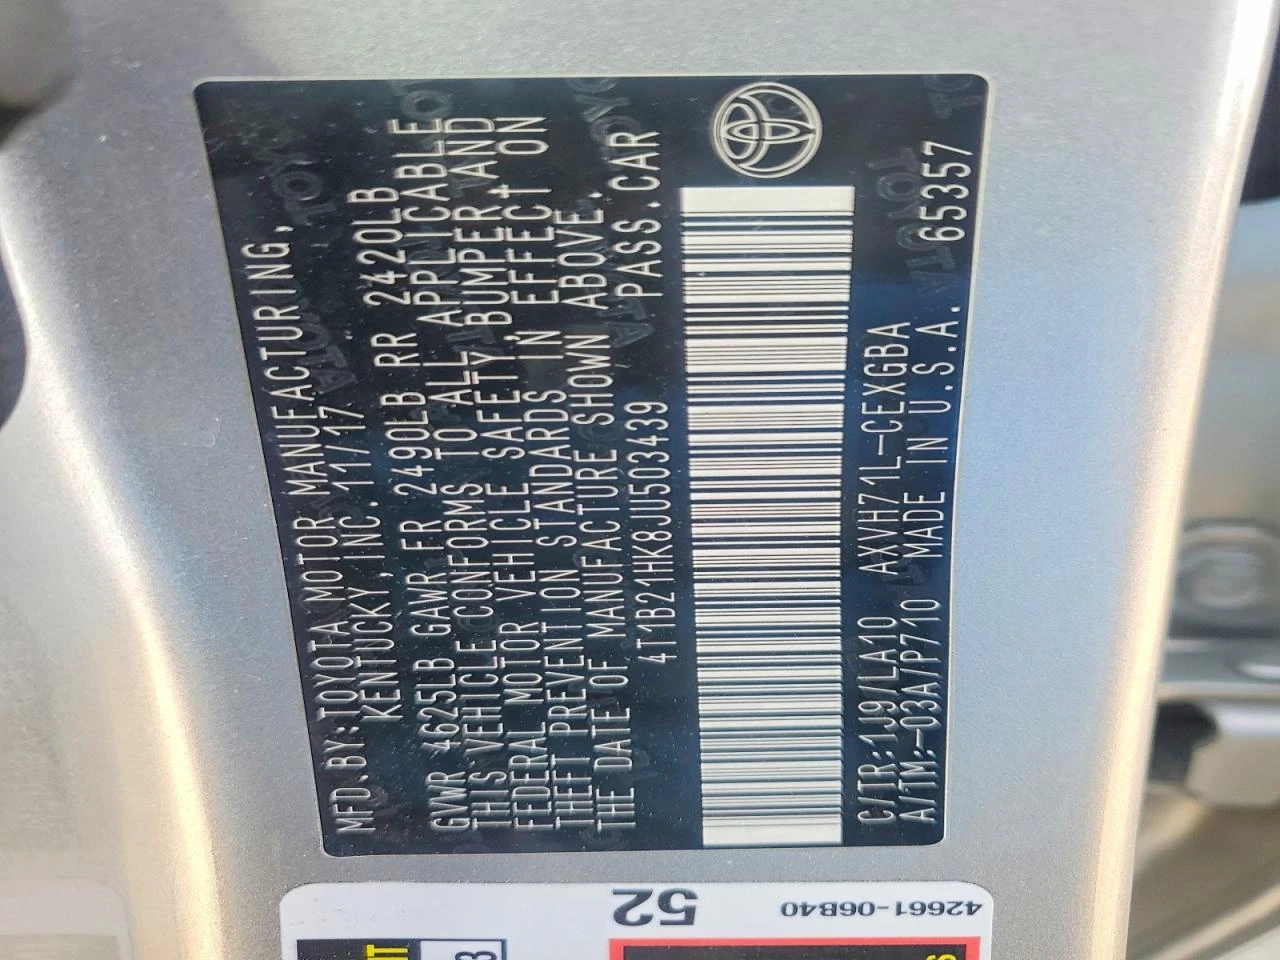 MFD.BY:TOYOTA MOTOR MANUFACTURING,
KENTUCKY,INC.11/17
GVWR 4625LB GAWR FR 2490LB RR 2420LB
THIS VEHICLE CONFORMS TO ALL APPLICABLE
FEDERAL MOTOR VEHICLE SAFETY,BUMPER,AND
THEFT PREVENTION STANDARDS IN EFFECT ON
THE DATE OF MANUFACTURE SHOWN ABOVE.
4T1B21HK8JU503439 PASS.CAR
C/TR:1J9/LA10 AXVH71L-CEXGBA
A/TM:-03A/P710 MADE IN U.S.A. 65357
42661-06B40
52